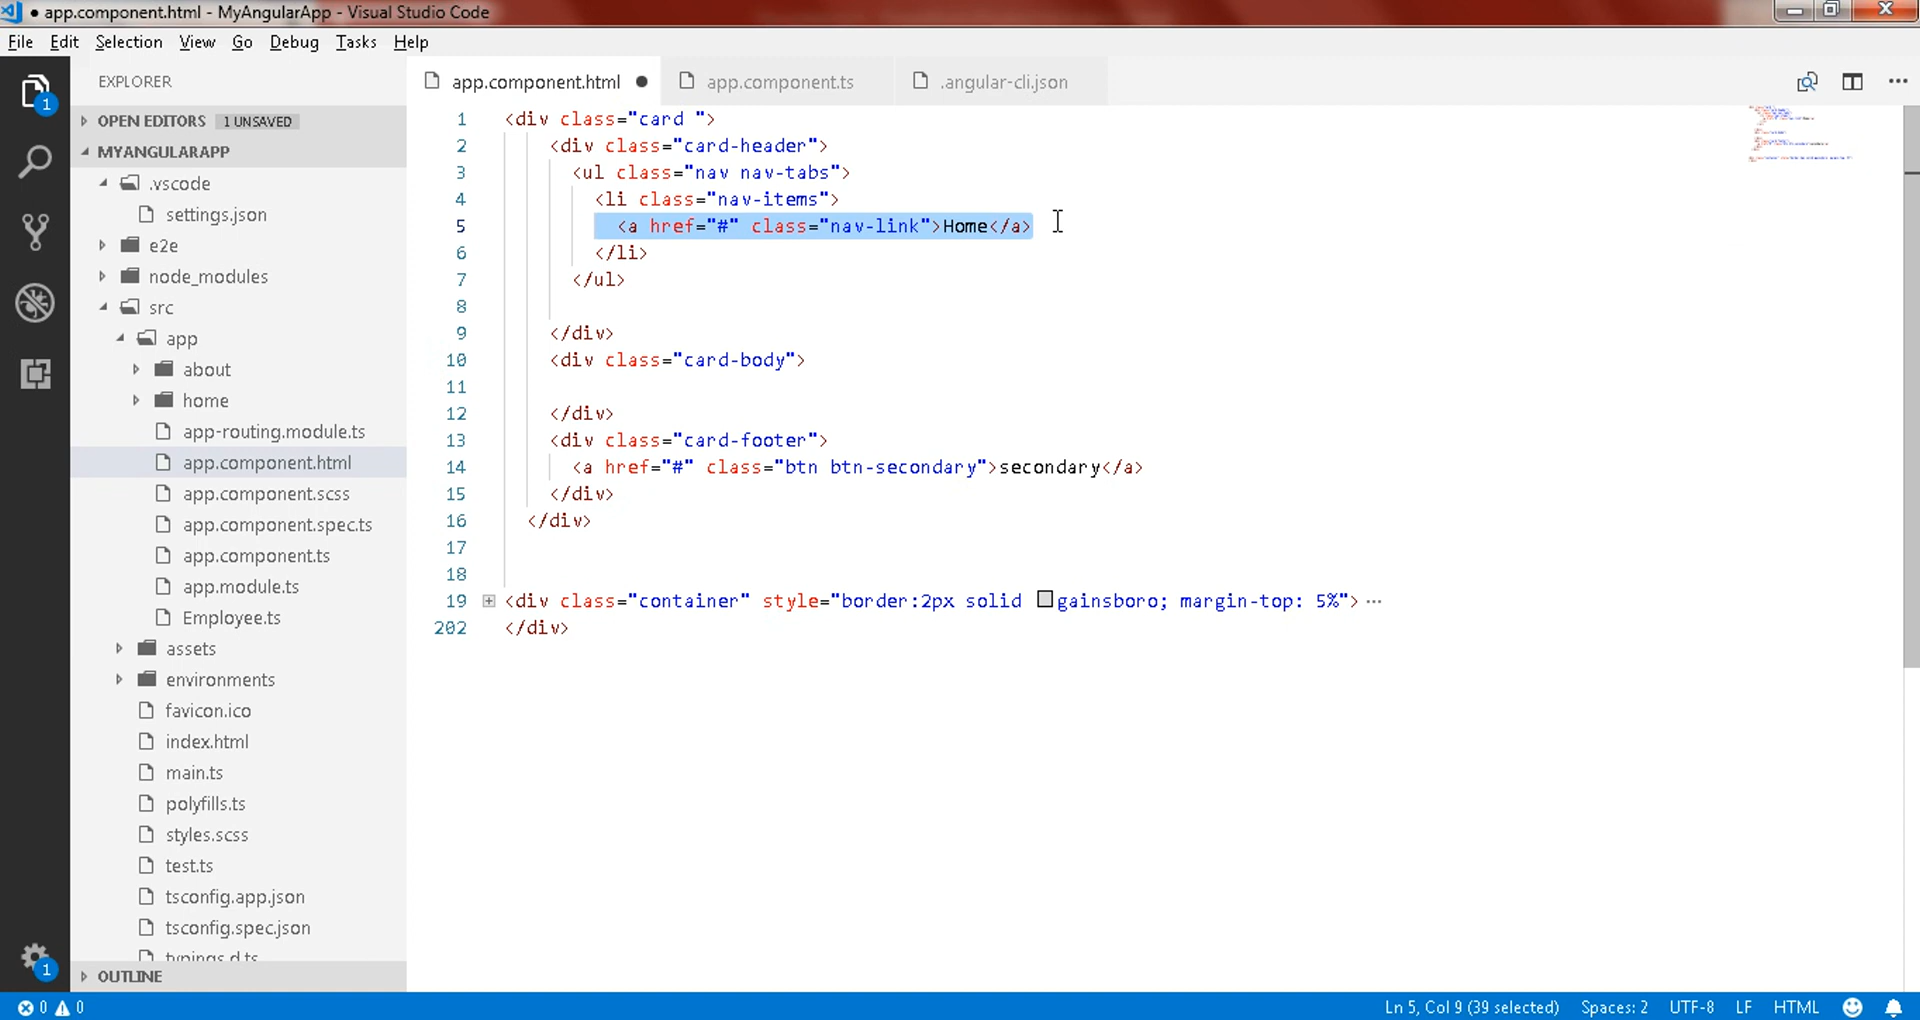 ● app.component.html - MyAngularApp - Visual Studio Code
File Edit Selection View Go Debug Tasks Help
EXPLORER
OPEN EDITORS 1 UNSAVED
MYANGULARAPP
.vscode
settings.json
e2e
node_modules
src
app
about
home
app-routing.module.ts
app.component.html
app.component.scss
app.component.spec.ts
app.component.ts
app.module.ts
Employee.ts
assets
environments
favicon.ico
index.html
main.ts
polyfills.ts
styles.scss
test.ts
tsconfig.app.json
tsconfig.spec.json
typings.d.ts
OUTLINE
1
1
app.component.html ● app.component.ts .angular-cli.json
1 <div class="card ">
2 <div class="card-header">
3 <ul class="nav nav-tabs">
4 <li class="nav-items">
5 <a href="#" class="nav-link">Home</a>
6 </li>
7 </ul>
8
9 </div>
10 <div class="card-body">
11
12 </div>
13 <div class="card-footer">
14 <a href="#" class="btn btn-secondary">secondary</a>
15 </div>
16 </div>
17
18
19 <div class="container" style="border:2px solid gainsboro; margin-top: 5%"> ...
202 </div>
0 0 Ln 5, Col 9 (39 selected) Spaces: 2 UTF-8 LF HTML